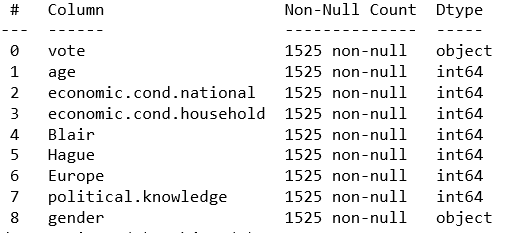 # Column Non-Null Count Dtype
--- ------ -------------- -----
0 vote 1525 non-null object
1 age 1525 non-null int64
2 economic.cond.national 1525 non-null int64
3 economic.cond.household 1525 non-null int64
4 Blair 1525 non-null int64
5 Hague 1525 non-null int64
6 Europe 1525 non-null int64
7 political.knowledge 1525 non-null int64
8 gender 1525 non-null object